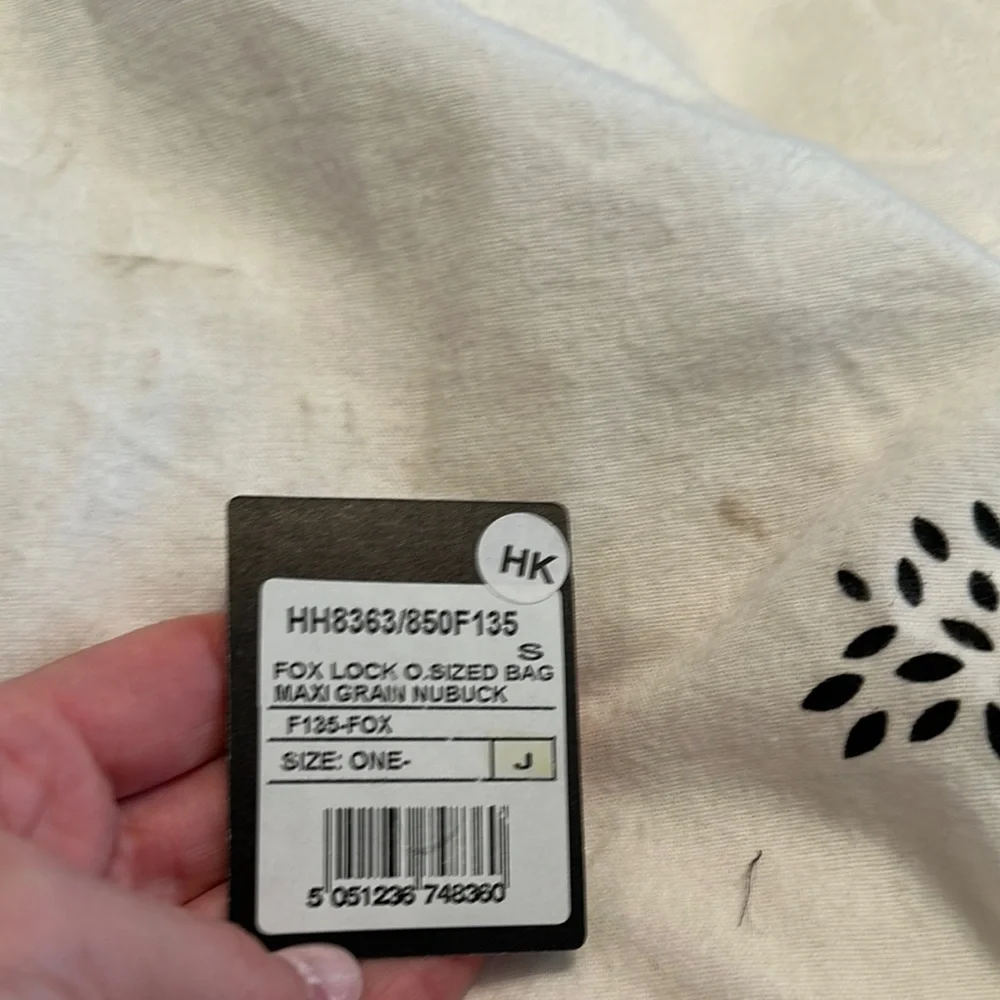 HK
HH8363/850F135
S
FOX LOCK O.SIZED BAG
MAXI GRAIN NUBUCK
F135-FOX
SIZE: ONE-
J
5 051236 748360